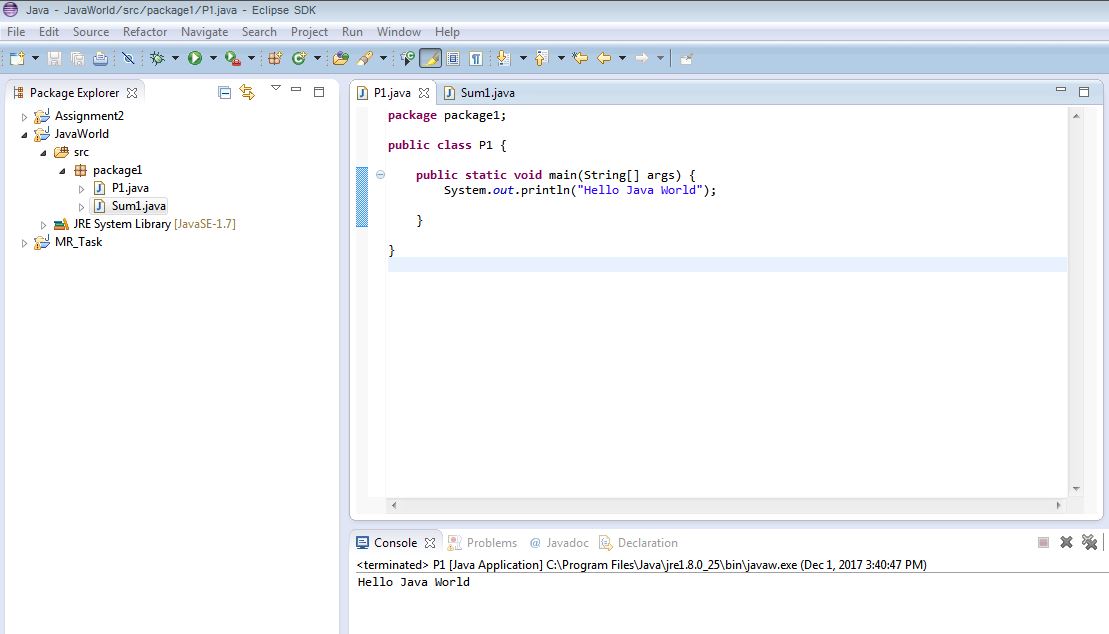 Java - JavaWorld/src/package1/P1.java - Eclipse SDK
File Edit Source Refactor Navigate Search Project Run Window Help
Package Explorer
Assignment2
JavaWorld
src
package1
P1.java
Sum1.java
JRE System Library [JavaSE-1.7]
MR_Task
P1.java Sum1.java
package package1;
public class P1 {
public static void main(String[] args) {
System.out.println("Hello Java World");
}
}
Console Problems @ Javadoc Declaration
<terminated> P1 [Java Application] C:\Program Files\Java\jre1.8.0_25\bin\javaw.exe (Dec 1, 2017 3:40:47 PM)
Hello Java World